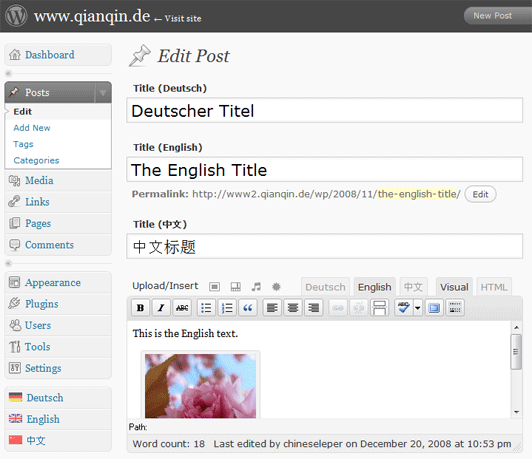 www.qianqin.de ← Visit site
New Post
Dashboard
Posts
Edit
Add New
Tags
Categories
Media
Links
Pages
Comments
Appearance
Plugins
Users
Tools
Settings
Deutsch
English
中文
Edit Post
Title (Deutsch)
Deutscher Titel
Title (English)
The English Title
Permalink: http://www2.qianqin.de/wp/2008/11/the-english-title/ Edit
Title (中文)
中文标题
Upload/Insert Deutsch English 中文 Visual HTML
B I ABC ABC
This is the English text.
Path:
Word count: 18 Last edited by chineseleper on December 20, 2008 at 10:53 pm